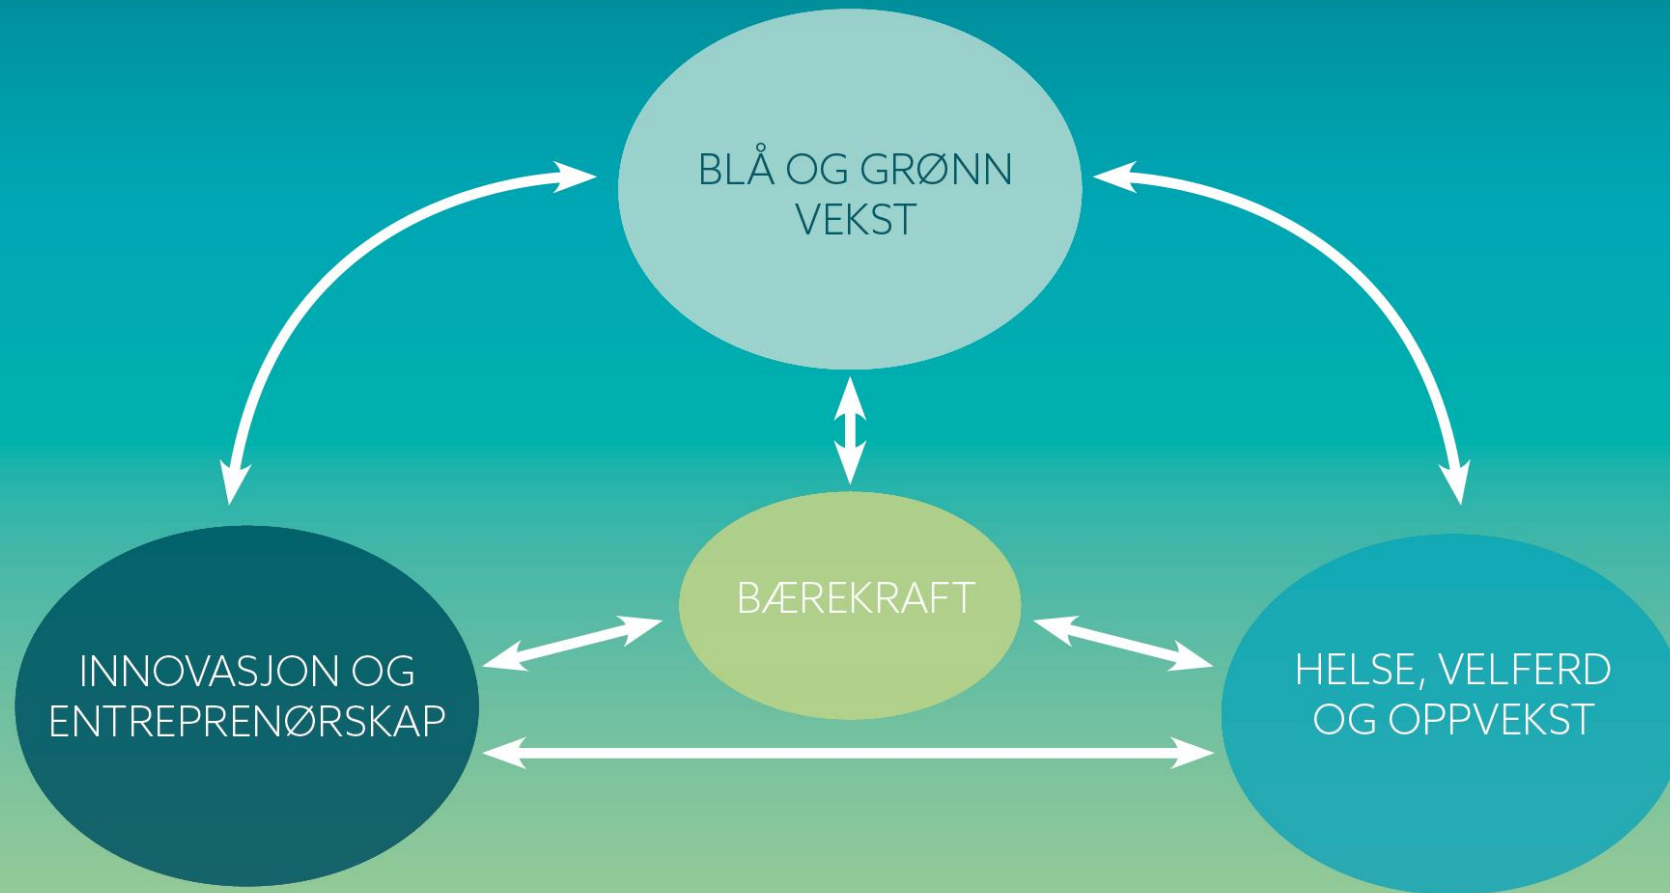 BLÅ OG GRØNN
VEKST
BÆREKRAFT
INNOVASJON OG
ENTREPRENØRSKAP
HELSE, VELFERD
OG OPPVEKST